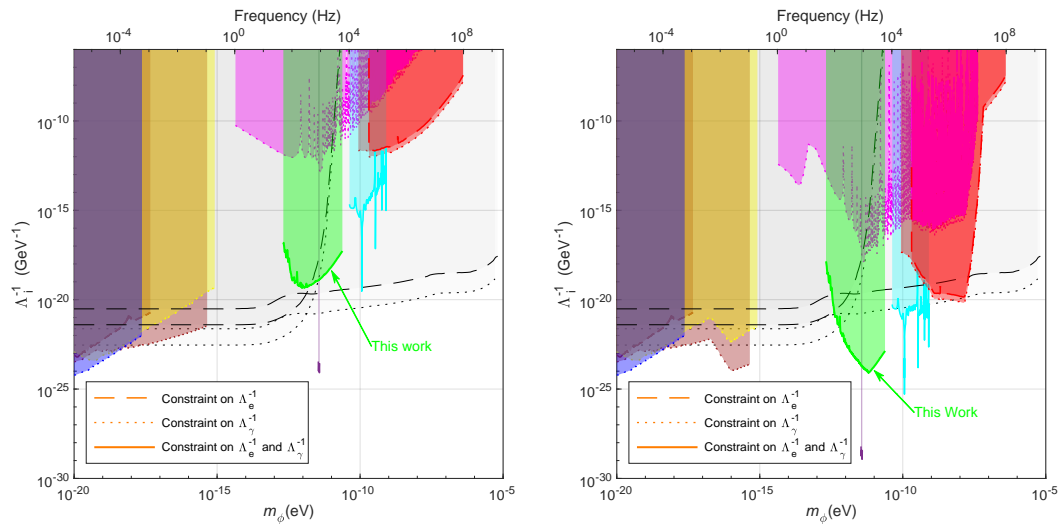 Frequency (Hz)
10^-4 10^0 10^4 10^8
10^-10
10^-15
10^-20
10^-25
10^-30
Λ_i^-1 (GeV^-1)
This work
Constraint on Λ_e^-1
Constraint on Λ_γ^-1
Constraint on Λ_e^-1 and Λ_γ^-1
10^-20 10^-15 10^-10 10^-5
m_ϕ(eV)
Frequency (Hz)
10^-4 10^0 10^4 10^8
10^-10
10^-15
10^-20
10^-25
10^-30
Λ_i^-1 (GeV^-1)
This Work
Constraint on Λ_e^-1
Constraint on Λ_γ^-1
Constraint on Λ_e^-1 and Λ_γ^-1
10^-20 10^-15 10^-10 10^-5
m_ϕ(eV)